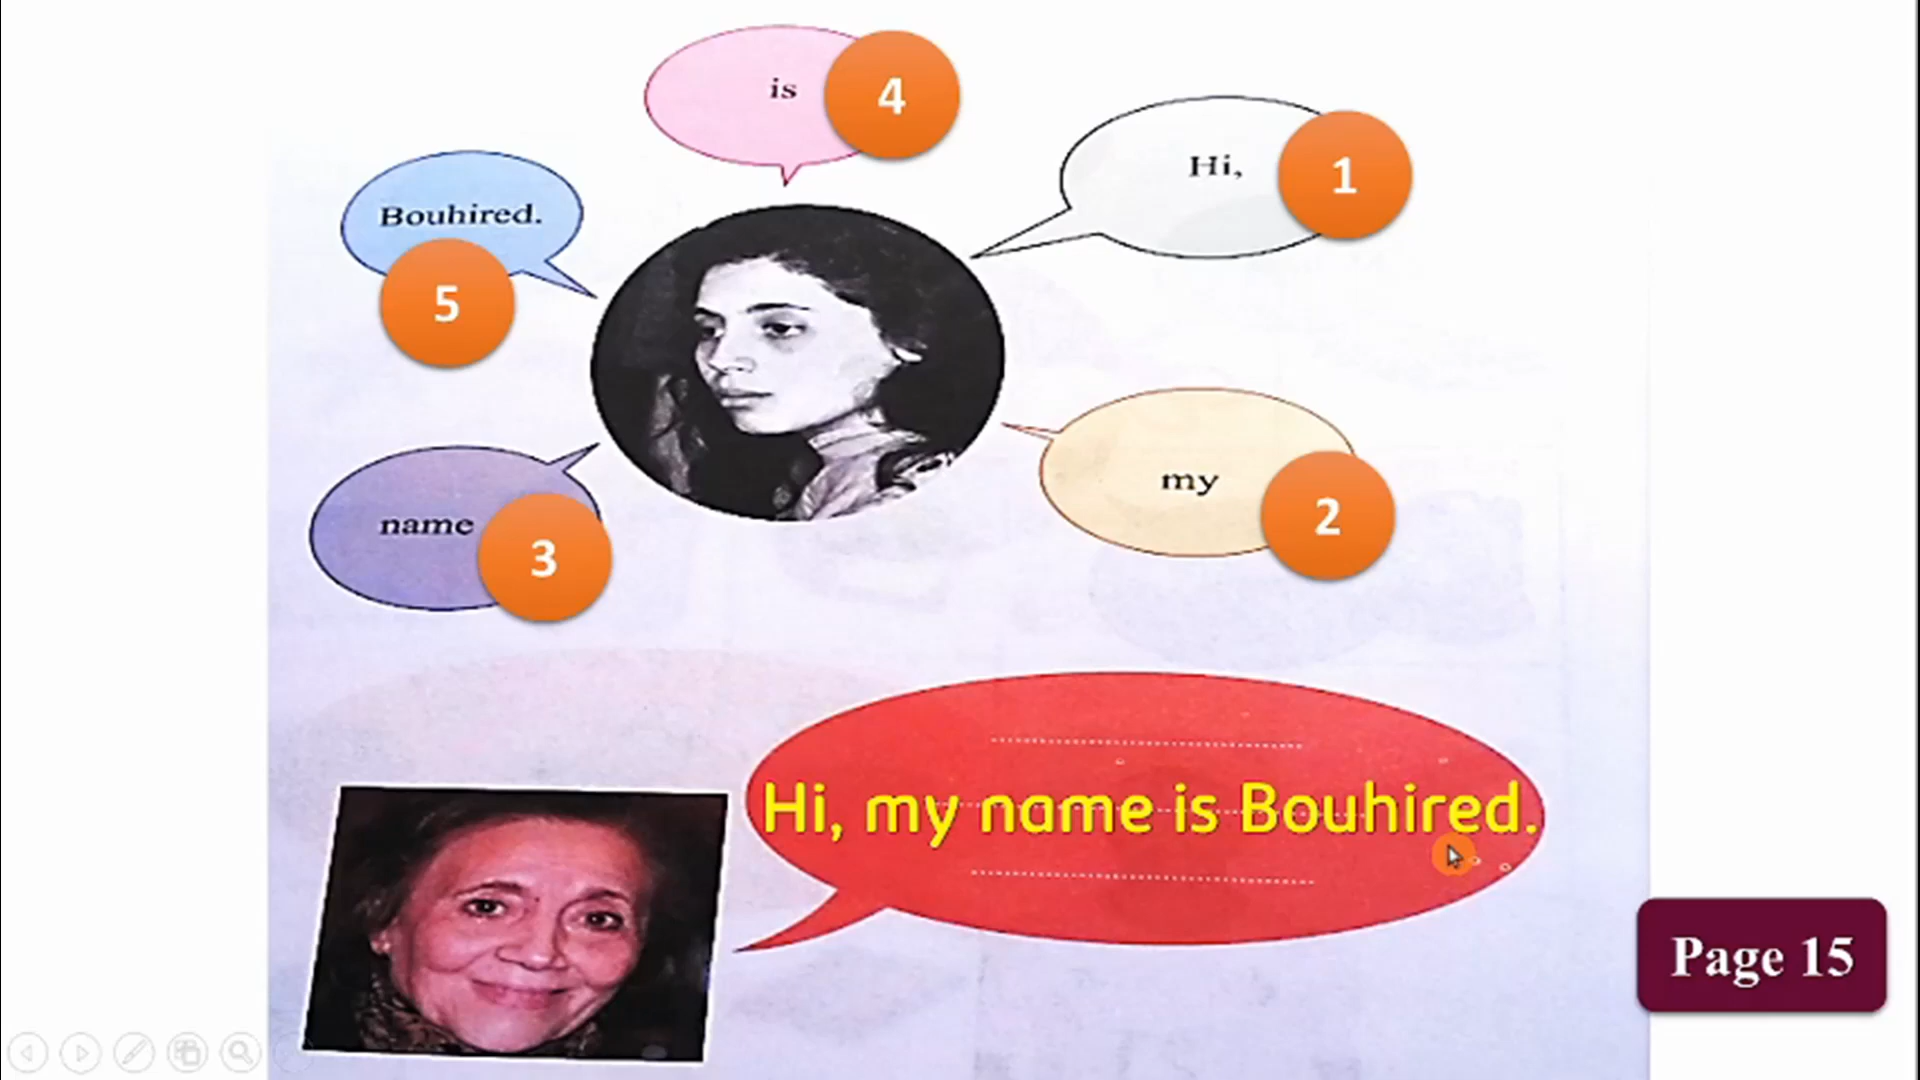 is
4
Hi,
1
Bouhired.
5
my
2
name
3
Hi, my name is Bouhired.
Page 15